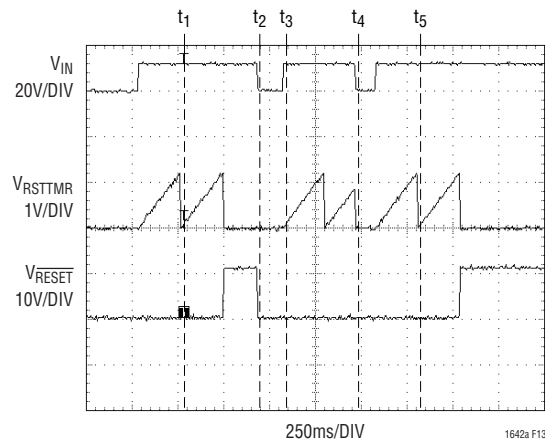 t1 t2 t3 t4 t5
VIN
20V/DIV
VRSTTMR
1V/DIV
VRESET
10V/DIV
250ms/DIV
1642a F13